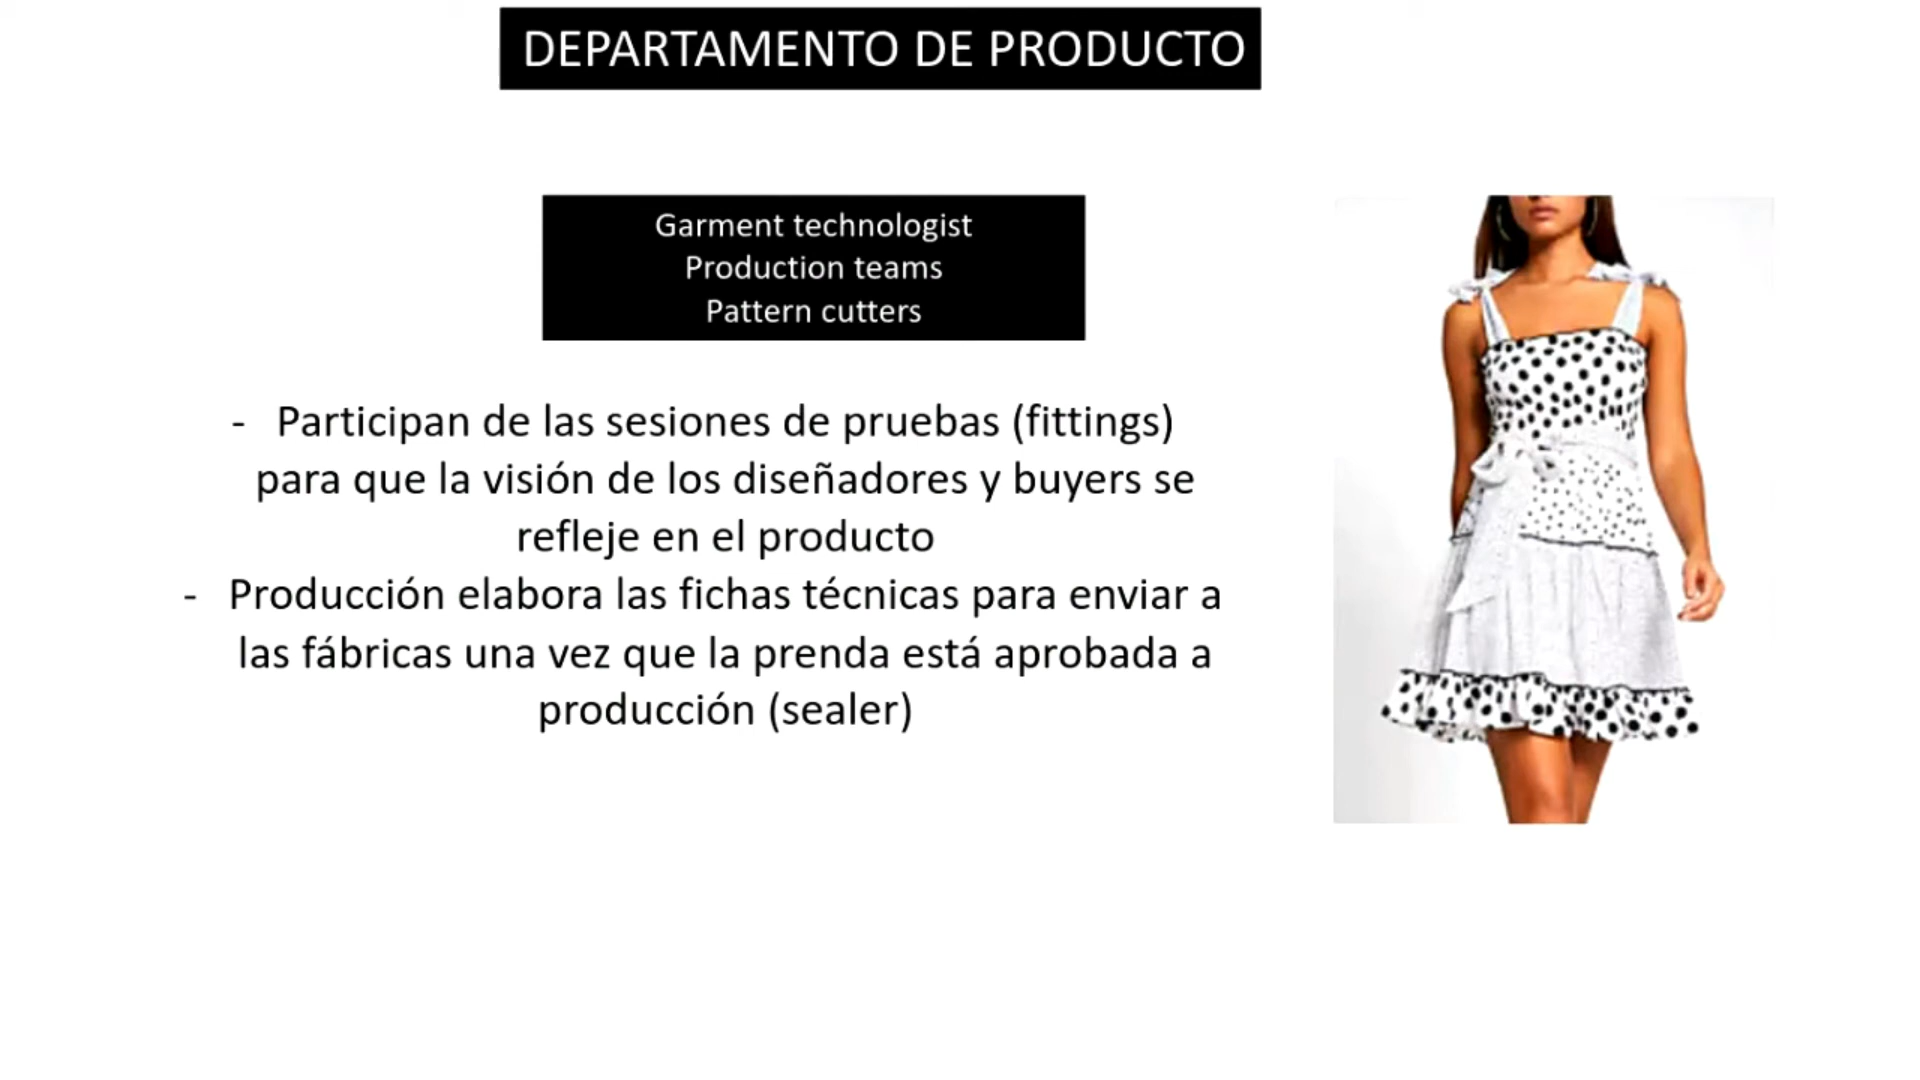 DEPARTAMENTO DE PRODUCTO
Garment technologist
Production teams
Pattern cutters
- Participan de las sesiones de pruebas (fittings)
para que la visión de los diseñadores y buyers se
refleje en el producto
- Producción elabora las fichas técnicas para enviar a
las fábricas una vez que la prenda está aprobada a
producción (sealer)